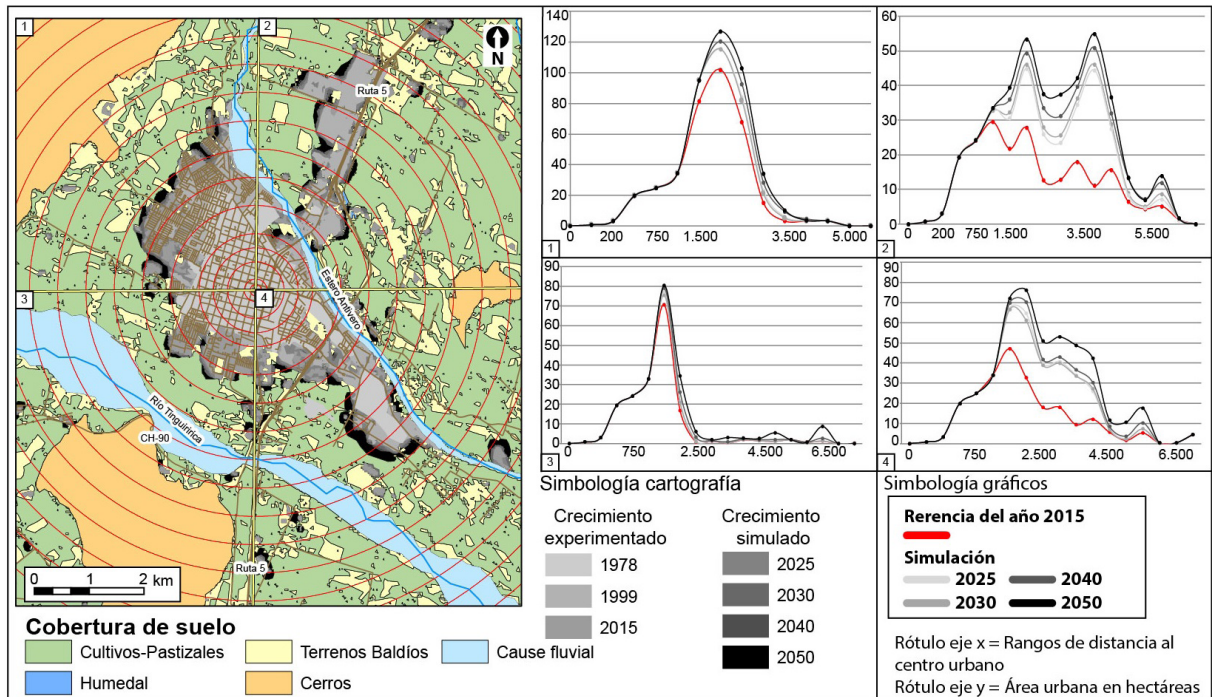 1
2
N
Ruta 5
Estero Antivero
3
4
Río Tinguiririca
CH-90
Ruta 5
0 1 2 km
140
120
100
80
60
40
20
0
0 200 750 1.500 3.500 5.000
1
60
50
40
30
20
10
0
0 200 750 1.500 3.500 5.500
2
90
80
70
60
50
40
30
20
10
0
750 2.500 4.500 6.500
3
90
80
70
60
50
40
30
20
10
0
0 750 2.500 4.500 6.500
4
Cobertura de suelo
Cultivos-Pastizales
Terrenos Baldíos
Cause fluvial
Humedal
Cerros
Simbología cartografía
Crecimiento
experimentado
1978
1999
2015
Crecimiento
simulado
2025
2030
2040
2050
Simbología gráficos
Rerencia del año 2015
Simulación
2025 2040
2030 2050
Rótulo eje x = Rangos de distancia al
centro urbano
Rótulo eje y = Área urbana en hectáreas